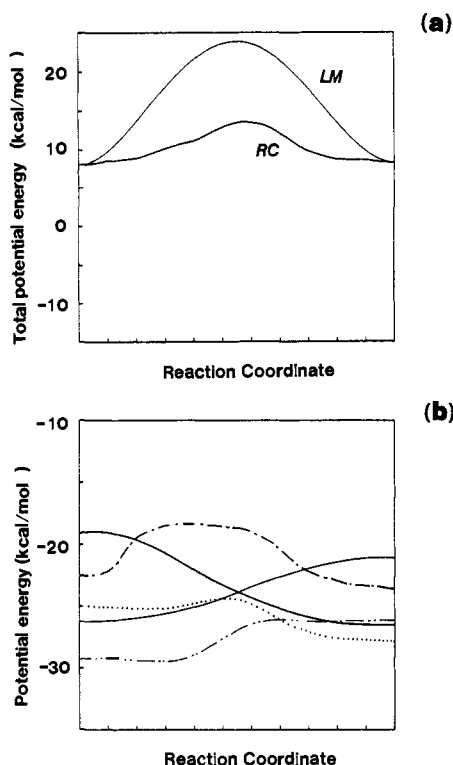 (a)
Total potential energy (kcal/mol)
20
10
0
-10
LM
RC
Reaction Coordinate
(b)
Potential energy (kcal/mol)
-10
-20
-30
Reaction Coordinate